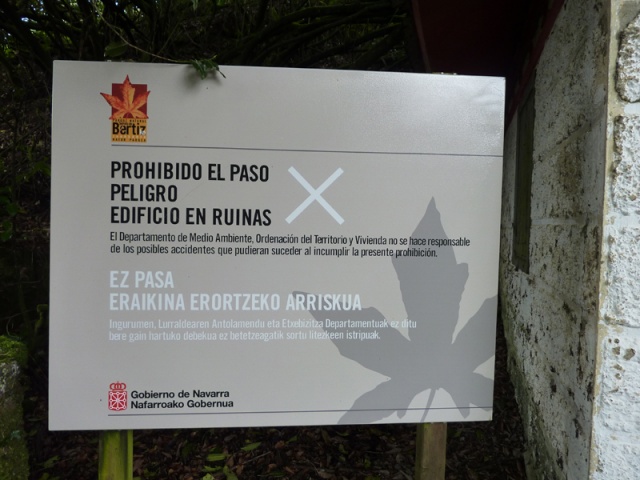 Bertiz
PROHIBIDO EL PASO
PELIGRO
EDIFICIO EN RUINAS
El Departamento de Medio Ambiente, Ordenación del Territorio y Vivienda no se hace responsable
de los posibles accidentes que pudieran suceder al incumplir la presente prohibición.
EZ PASA
ERAIKINA ERORTZEKO ARRISKUA
Ingurumen, Lurraldearen Antolamendu eta Etxebizitza Departamentuak ez ditu
bere gain hartuko debekua ez betetzeagatik sortu litezkeen istripuak.
Gobierno de Navarra
Nafarroako Gobernua